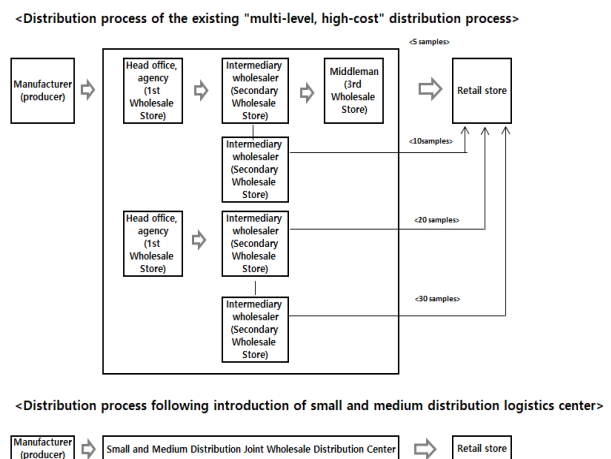 <Distribution process of the existing "multi-level, high-cost" distribution process>
<5 samples>
Manufacturer
(producer)
Head office,
agency
(1st
Wholesale
Store)
Intermediary
wholesaler
(Secondary
Wholesale
Store)
Middleman
(3rd
Wholesale
Store)
Retail store
Intermediary
wholesaler
(Secondary
Wholesale
Store)
<10samples>
Head office,
agency
(1st
Wholesale
Store)
Intermediary
wholesaler
(Secondary
Wholesale
Store)
<20 samples>
Intermediary
wholesaler
(Secondary
Wholesale
Store)
<30 samples>
<Distribution process following introduction of small and medium distribution logistics center>
Manufacturer
(producer)
Small and Medium Distribution Joint Wholesale Distribution Center
Retail store